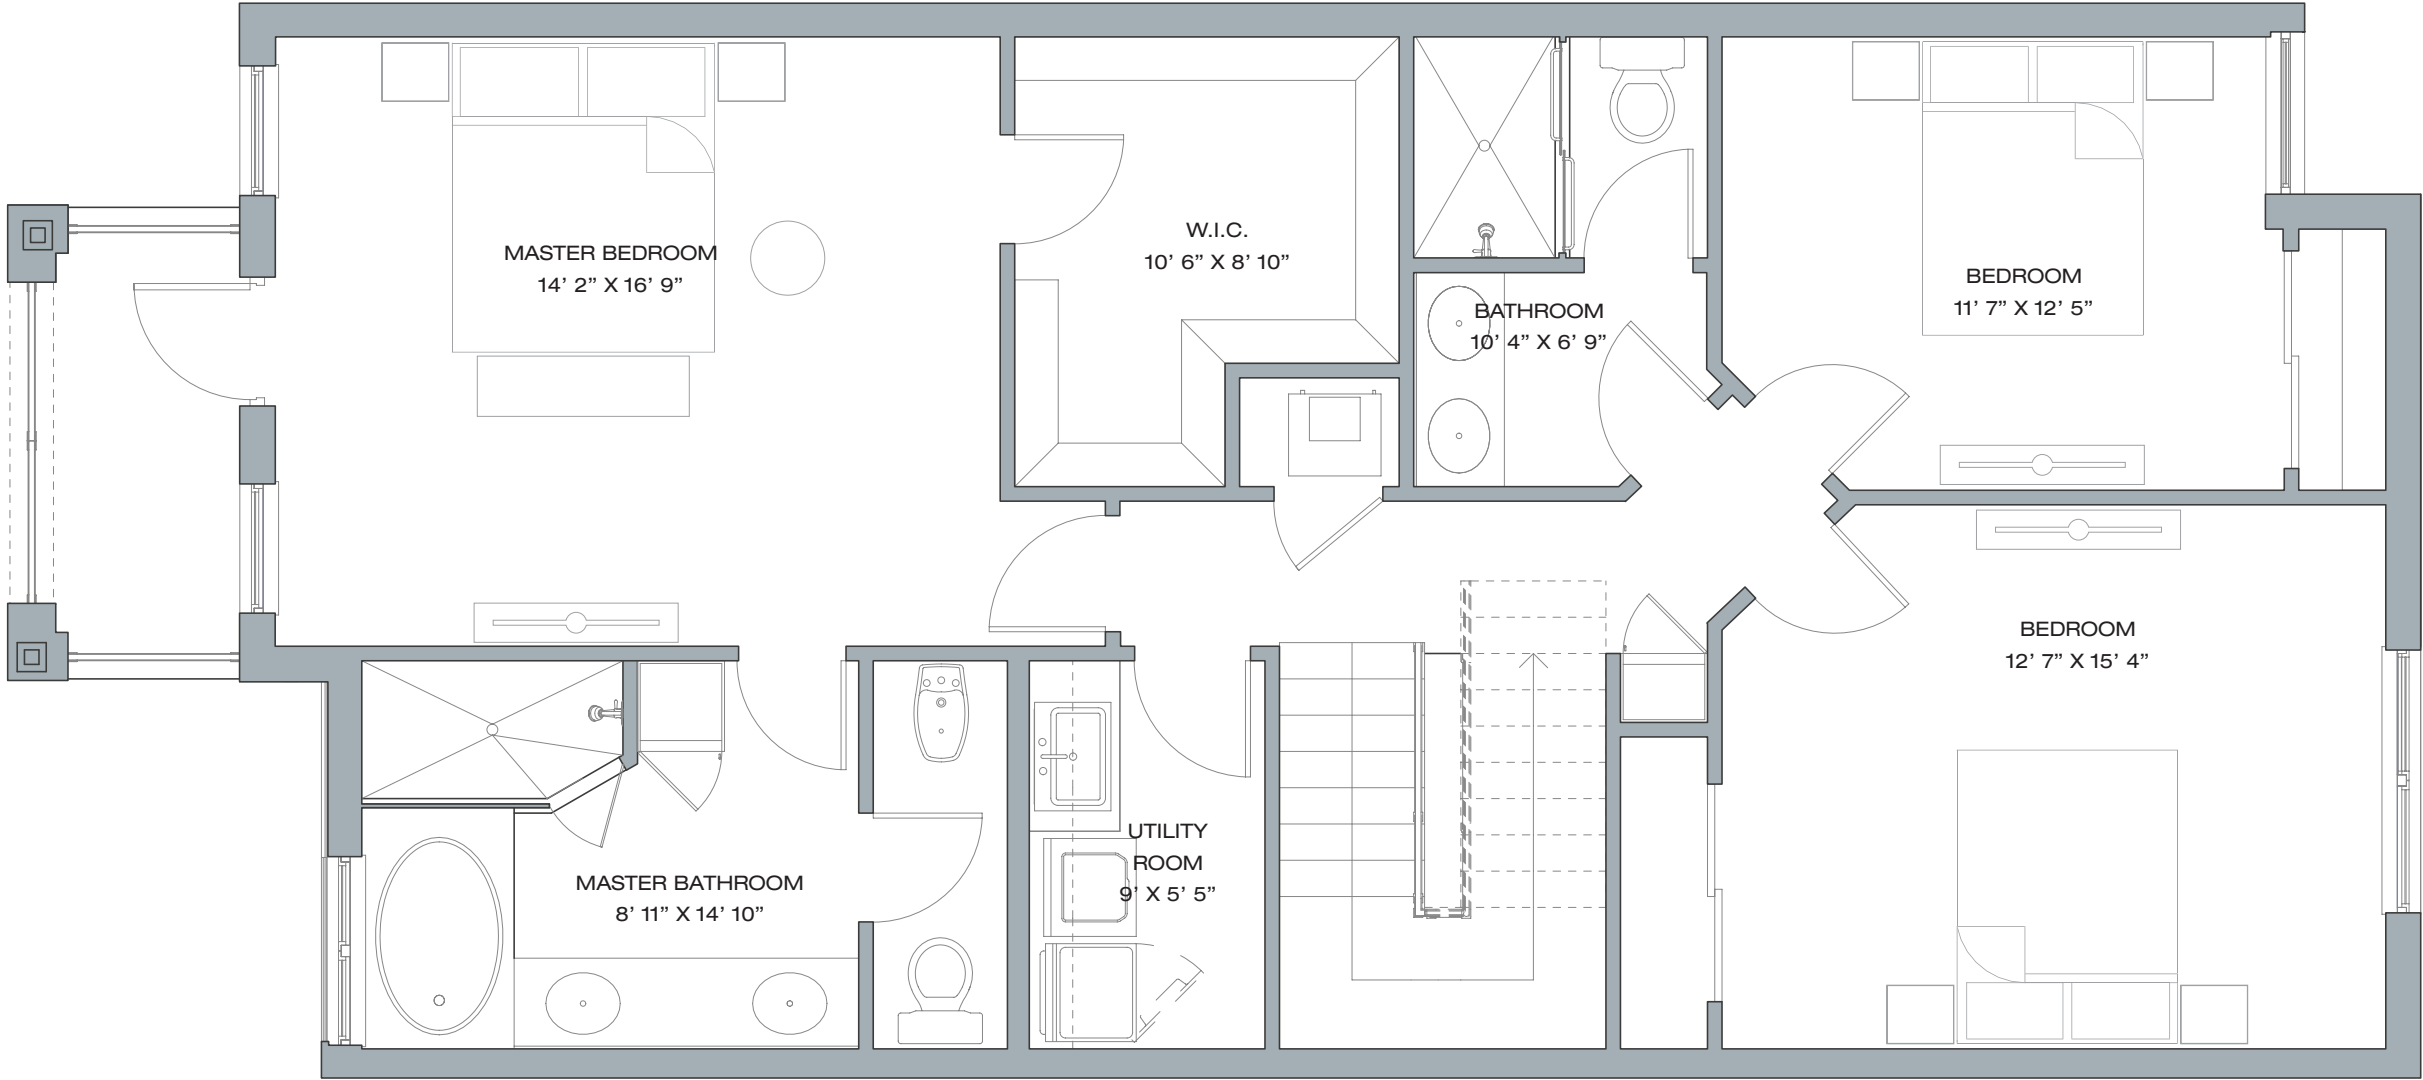 MASTER BEDROOM
14’ 2” X 16’ 9”
W.I.C.
10’ 6” X 8’ 10”
BATHROOM
10’ 4” X 6’ 9”
BEDROOM
11’ 7” X 12’ 5”
BEDROOM
12’ 7” X 15’ 4”
MASTER BATHROOM
8’ 11” X 14’ 10”
UTILITY
ROOM
9’ X 5’ 5”